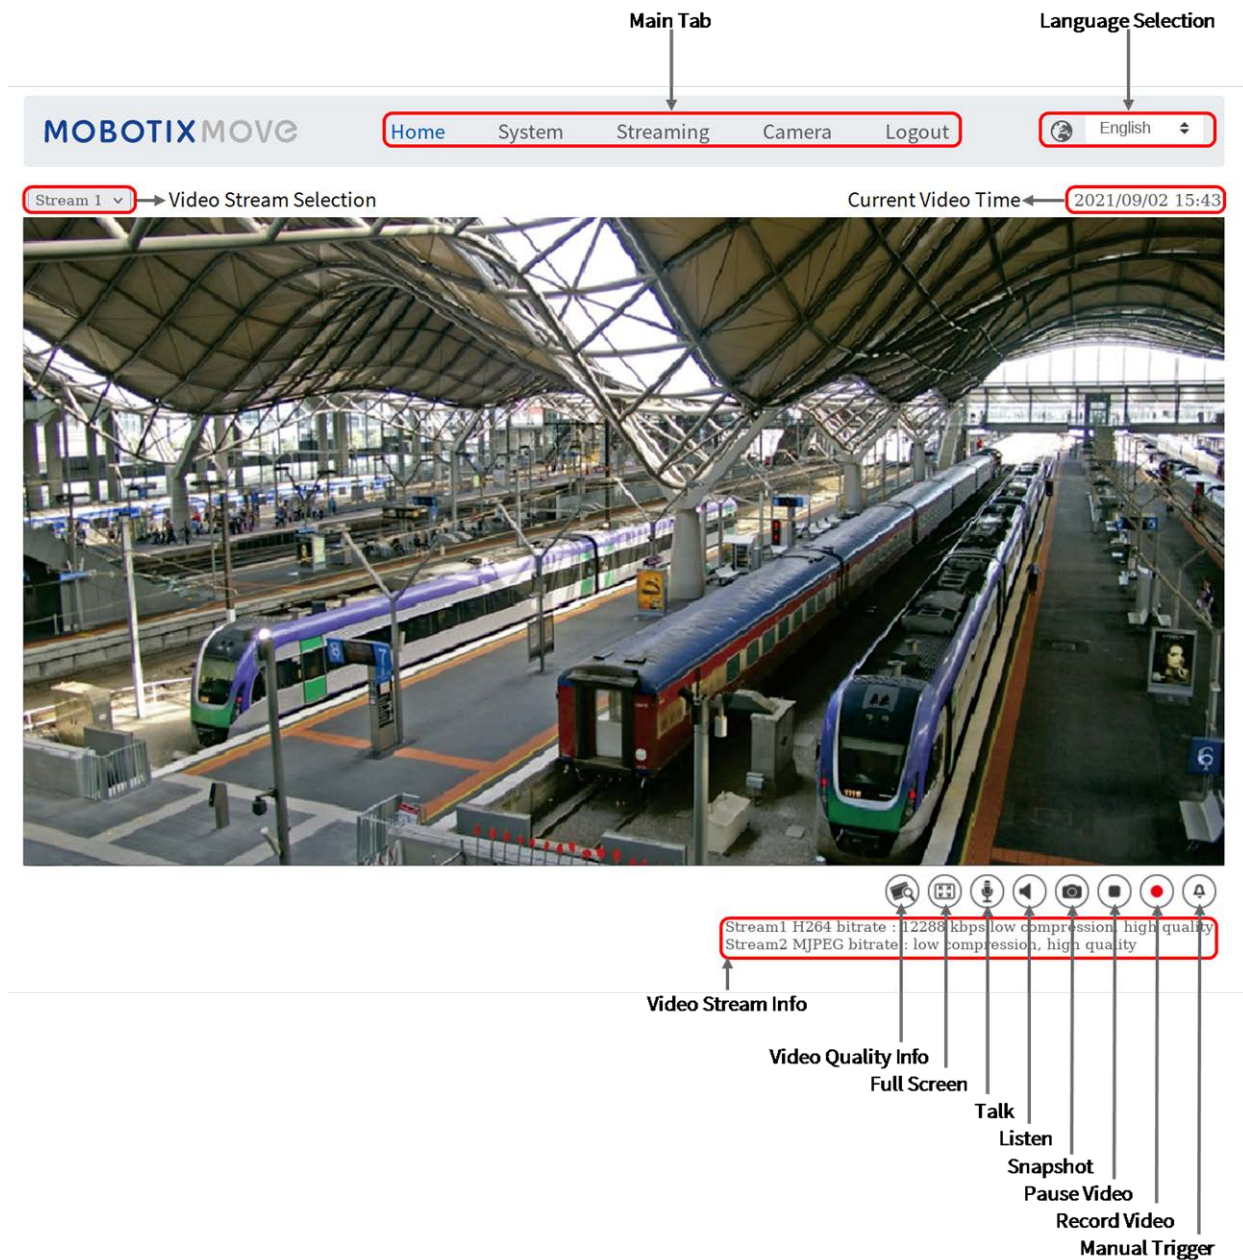 Main Tab
Language Selection
MOBOTIX MOVE
Home System Streaming Camera Logout
English
Stream 1
Video Stream Selection
Current Video Time
2021/09/02 15:43
8
7
6
Stream1 H264 bitrate : 12288 kbps low compression, high quality
Stream2 MJPEG bitrate : low compression, high quality
Video Stream Info
Video Quality Info
Full Screen
Talk
Listen
Snapshot
Pause Video
Record Video
Manual Trigger